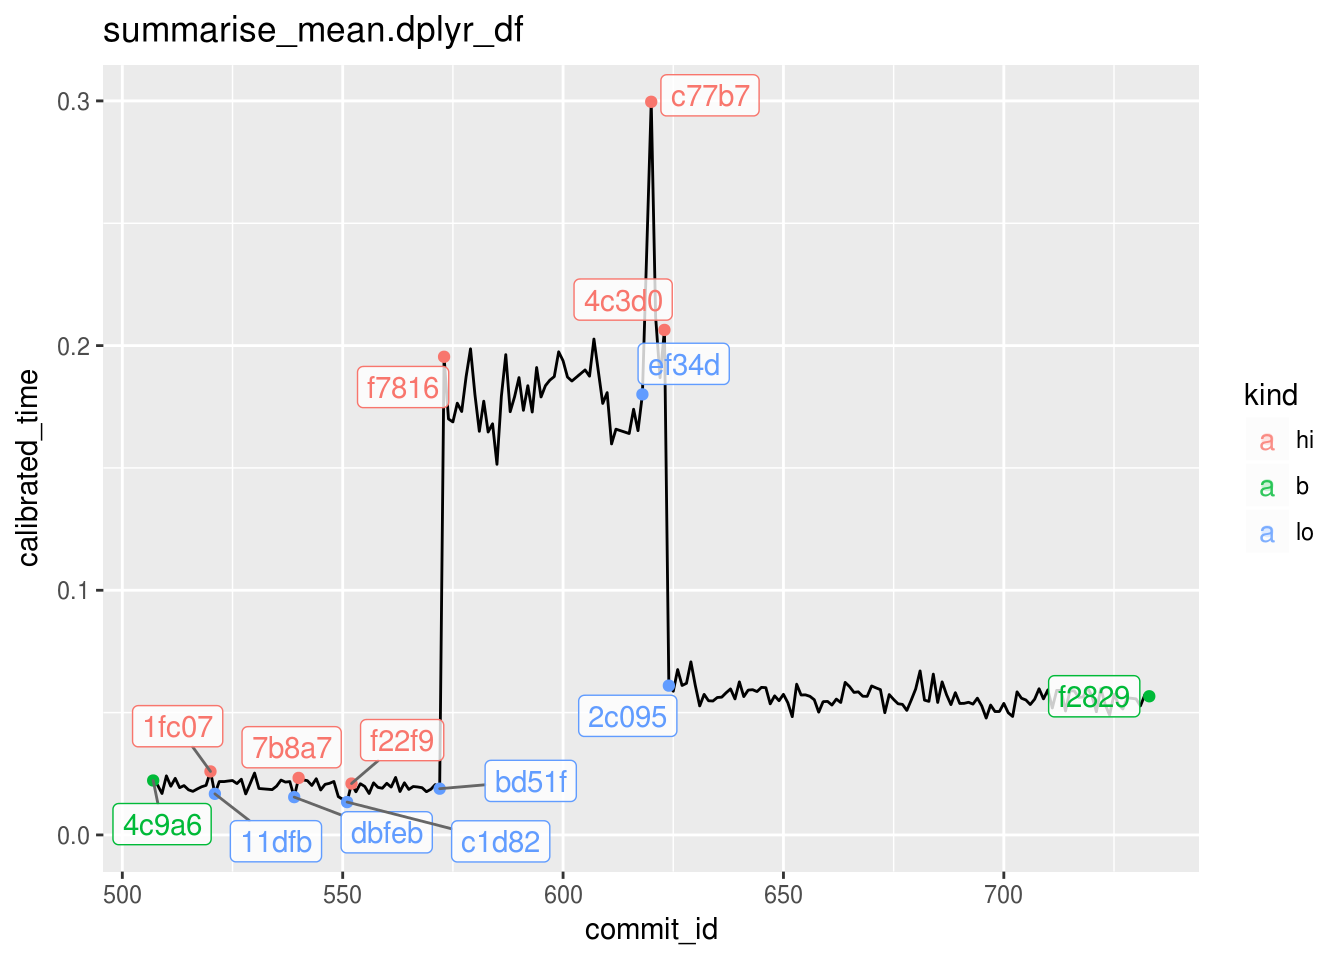 summarise_mean.dplyr_df
0.3
c77b7
4c3d0
0.2
ef34d
f7816
calibrated_time
kind
a hi
a b
a lo
0.1
f2829
2c095
1fc07
f22f9
7b8a7
bd51f
4c9a6
0.0
11dfb
dbfeb
c1d82
500 550 600 650 700
commit_id